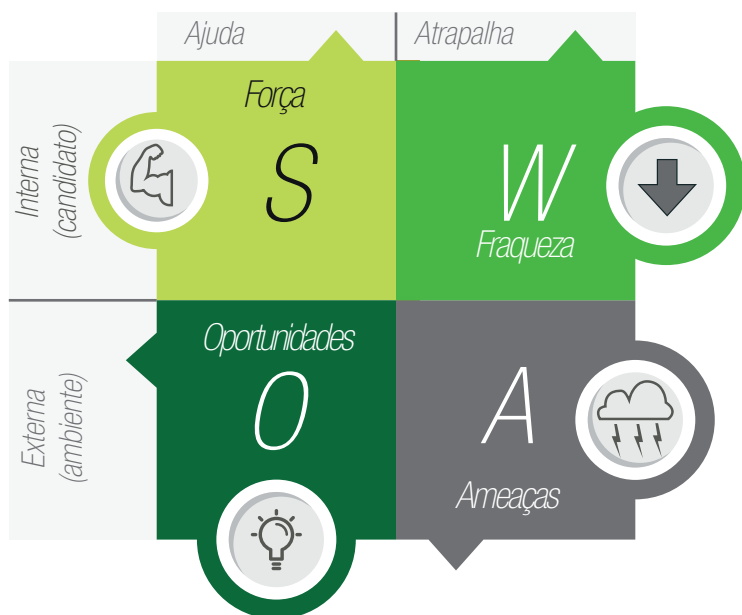 Ajuda
Atrapalha
Interna
(candidato)
Força
S
W
Fraqueza
Externa
(ambiente)
Oportunidades
O
A
Ameaças